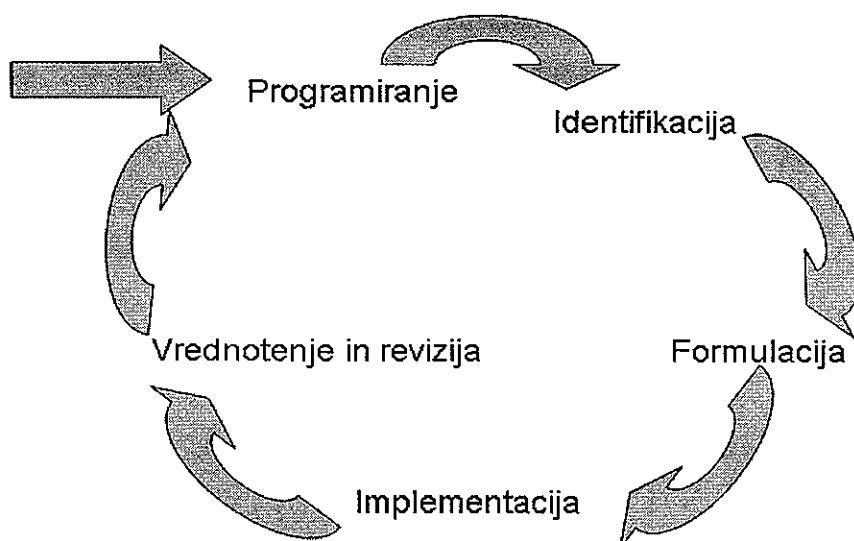 Programiranje
Identifikacija
Formulacija
Implementacija
Vrednotenje in revizija